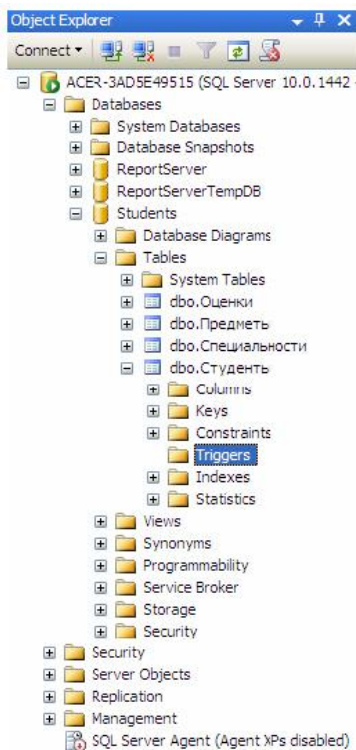 Object Explorer
Connect
ACER-3AD5E49515 (SQL Server 10.0.1442 -
Databases
System Databases
Database Snapshots
ReportServer
ReportServerTempDB
Students
Database Diagrams
Tables
System Tables
dbo.Оценки
dbo.Предметь
dbo.Специальности
dbo.Студенть
Columns
Keys
Constraints
Triggers
Indexes
Statistics
Views
Synonyms
Programmability
Service Broker
Storage
Security
Security
Server Objects
Replication
Management
SQL Server Agent (Agent XPs disabled)